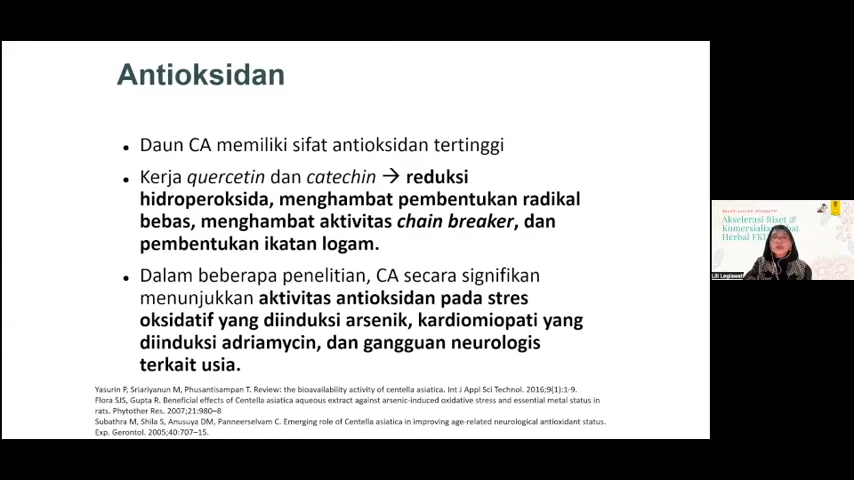 Antioksidan
• Daun CA memiliki sifat antioksidan tertinggi
• Kerja quercetin dan catechin → reduksi
hidroperoksida, menghambat pembentukan radikal
bebas, menghambat aktivitas chain breaker, dan
pembentukan ikatan logam.
• Dalam beberapa penelitian, CA secara signifikan
menunjukkan aktivitas antioksidan pada stres
oksidatif yang diinduksi arsenik, kardiomiopati yang
diinduksi adriamycin, dan gangguan neurologis
terkait usia.
Yasurin P, Sriariyanun M, Phusantisampan T. Review: the bioavailability activity of centella asiatica. Int J Appl Sci Technol. 2016;9(1):1-9.
Flora SJS, Gupta R. Beneficial effects of Centella asiatica aqueous extract against arsenic-induced oxidative stress and essential metal status in
rats. Phytother Res. 2007;21:980–8
Subathra M, Shila S, Anusuya DM, Panneerselvam C. Emerging role of Centella asiatica in improving age-related neurological antioxidant status.
Exp. Gerontol. 2005;40:707–15.
Akselerasi Riset &
Komersialisa
Herbal FK
Lili Legiawati